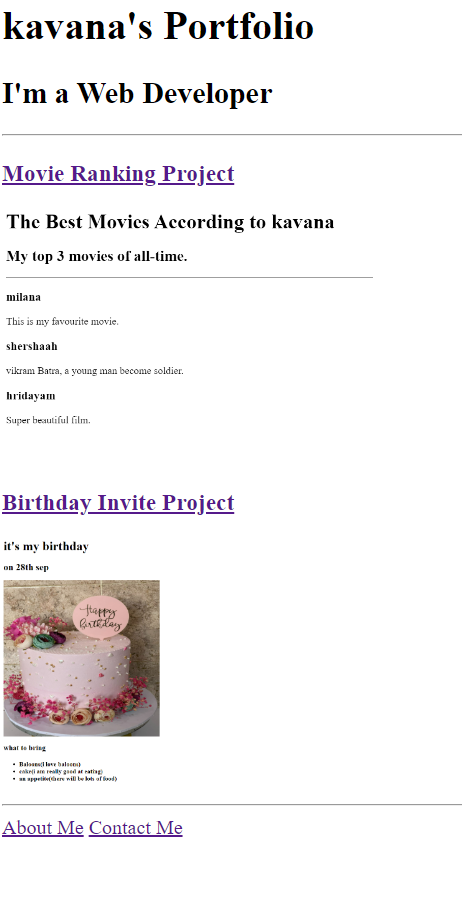 kavana's Portfolio
I'm a Web Developer
Movie Ranking Project
The Best Movies According to kavana
My top 3 movies of all-time.
milana
This is my favourite movie.
shershaah
vikram Batra, a young man become soldier.
hridayam
Super beautiful film.
Birthday Invite Project
it's my birthday
on 28th sep
Happy
Birthday
what to bring
Baloons(i love baloons)
cake(i am really good at eating)
an appetite(there will be lots of food)
About Me Contact Me